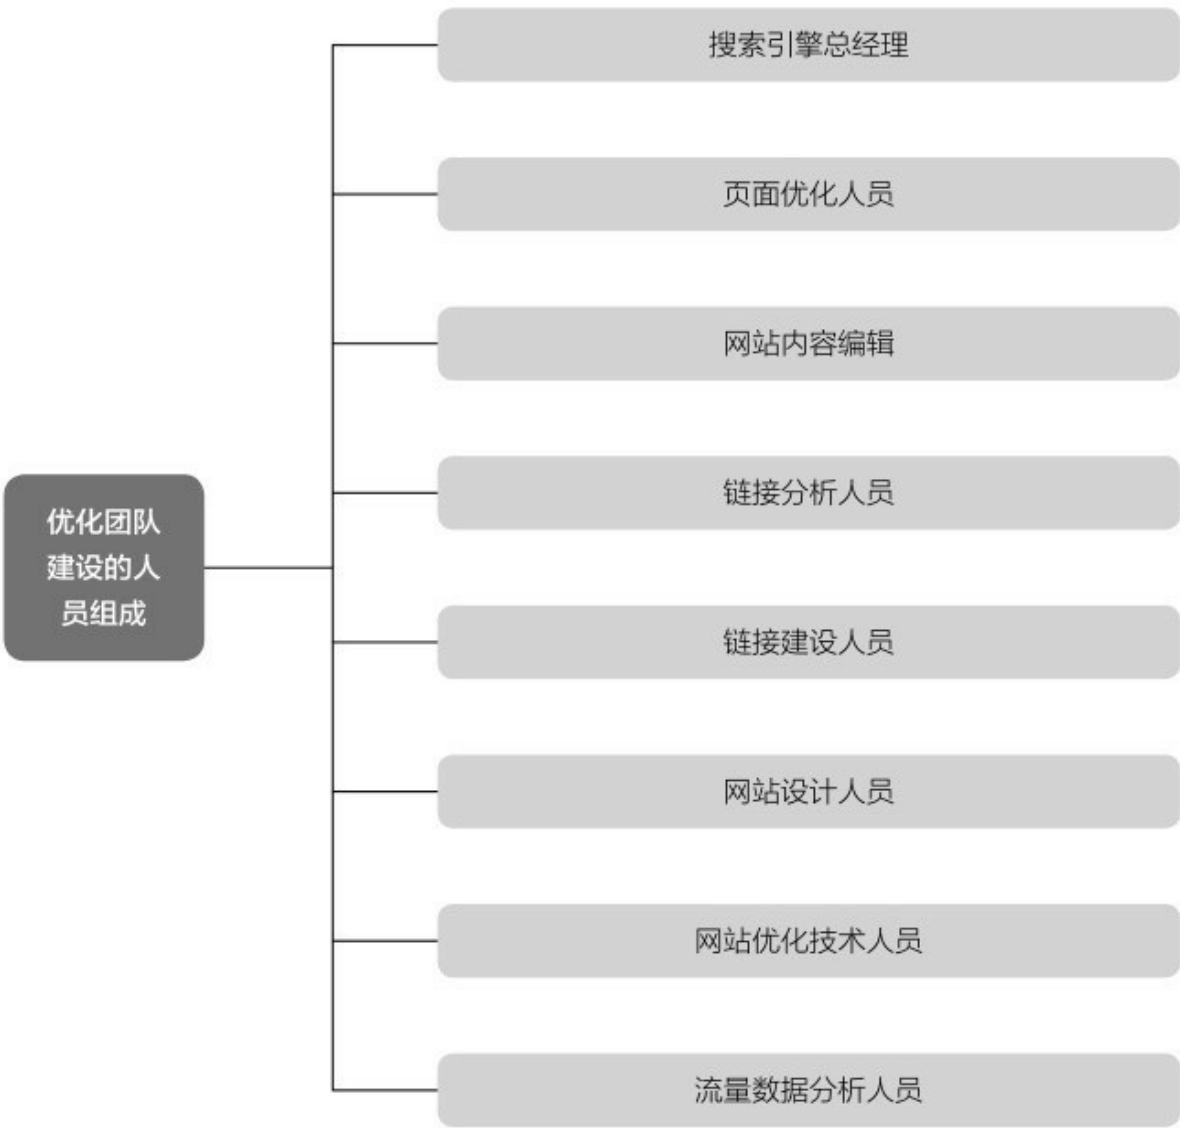 搜索引擎总经理
页面优化人员
网站内容编辑
链接分析人员
优化团队
建设的人
员组成
链接建设人员
网站设计人员
网站优化技术人员
流量数据分析人员